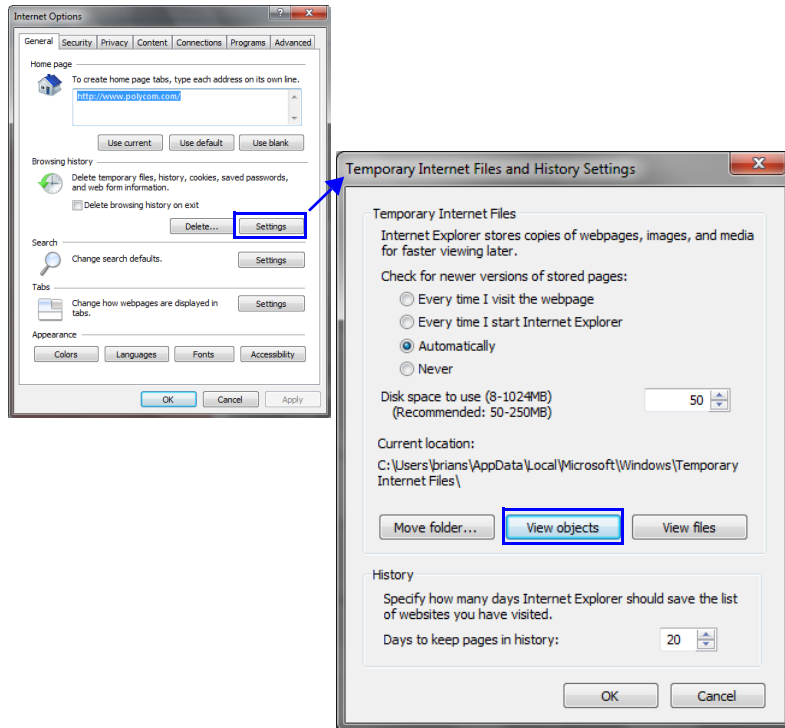 Internet Options
General Security Privacy Content Connections Programs Advanced
Home page
To create home page tabs, type each address on its own line.
http://www.polycom.com/
Use current Use default Use blank
Browsing history
Delete temporary files, history, cookies, saved passwords,
and web form information.
Delete browsing history on exit
Delete... Settings
Search
Change search defaults. Settings
Tabs
Change how webpages are displayed in
tabs.
Settings
Appearance
Colors Languages Fonts Accessibility
OK Cancel Apply
Temporary Internet Files and History Settings
Temporary Internet Files
Internet Explorer stores copies of webpages, images, and media
for faster viewing later.
Check for newer versions of stored pages:
Every time I visit the webpage
Every time I start Internet Explorer
Automatically
Never
Disk space to use (8-1024MB) 50
(Recommended: 50-250MB)
Current location:
C:\Users\brians\AppData\Local\Microsoft\Windows\Temporary
Internet Files\
Move folder... View objects View files
History
Specify how many days Internet Explorer should save the list
of websites you have visited.
Days to keep pages in history: 20
OK Cancel